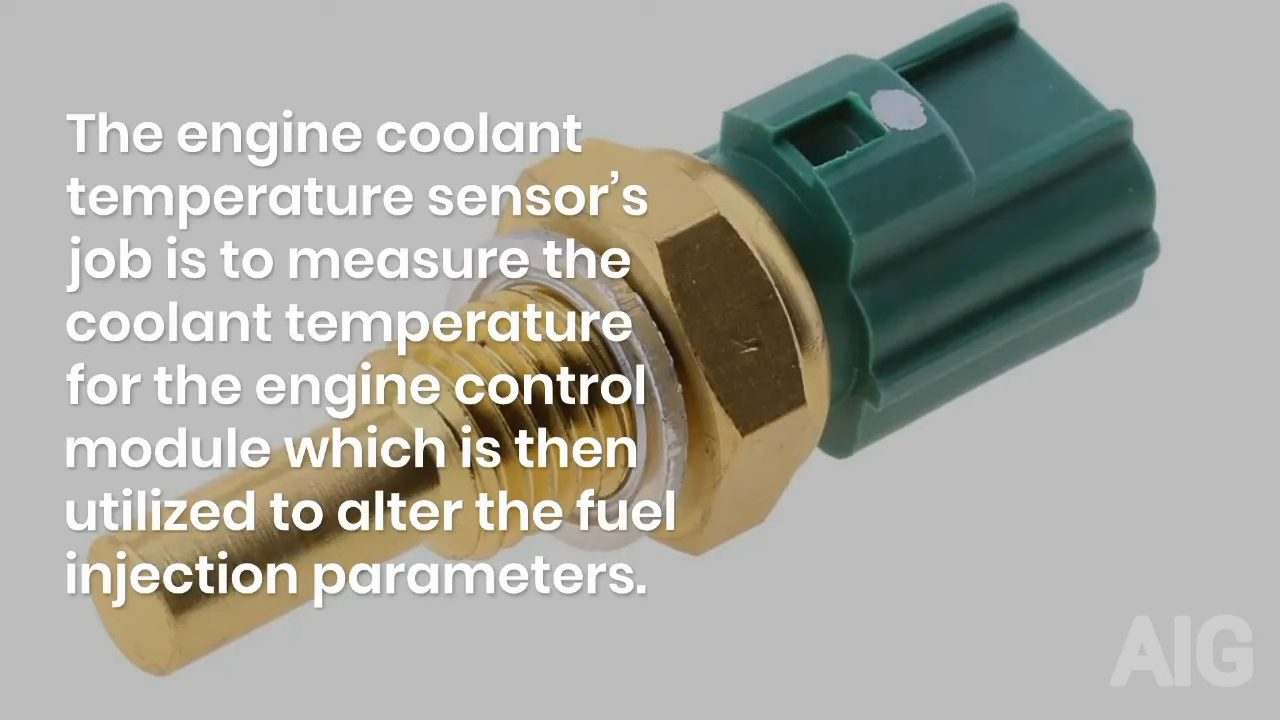 The engine coolant
temperature sensor’s
job is to measure the
coolant temperature
for the engine control
module which is then
utilized to alter the fuel
injection parameters.
AIG